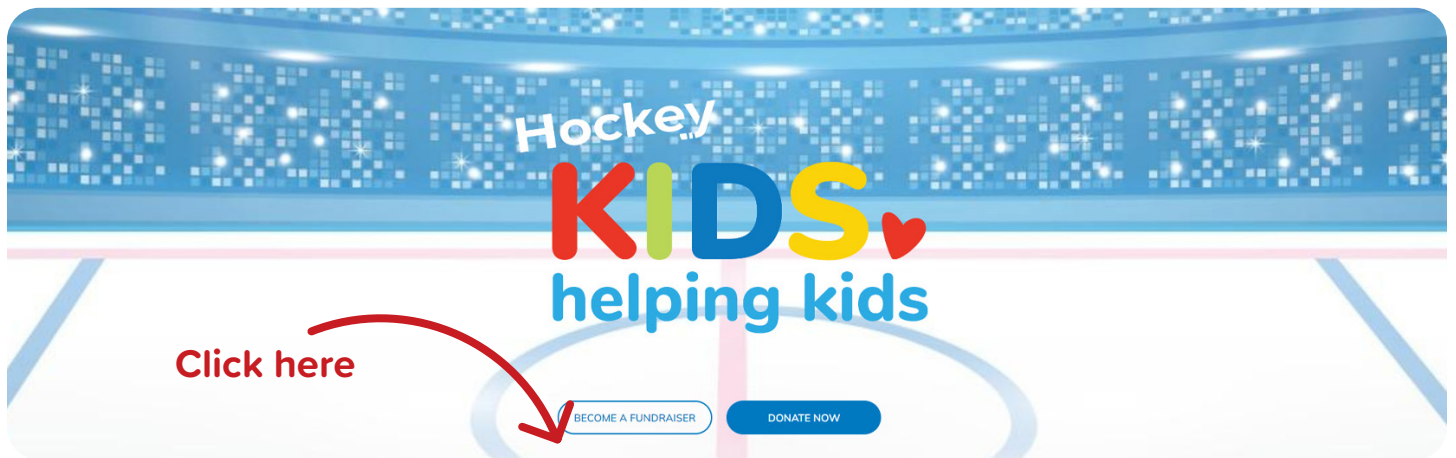 Hockey
KIDS
helping kids
Click here
BECOME A FUNDRAISER
DONATE NOW